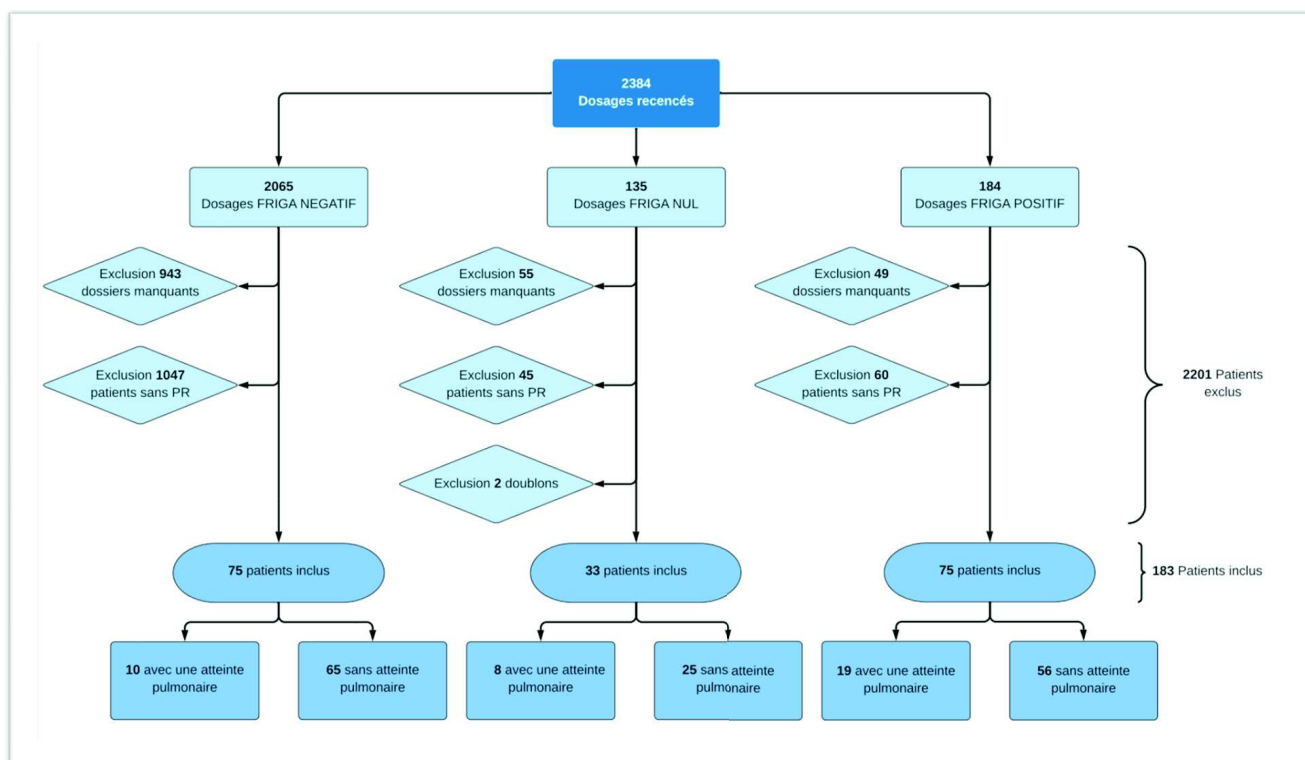 2384
Dosages recencés
2065
Dosages FRIGA NEGATIF
135
Dosages FRIGA NUL
184
Dosages FRIGA POSITIF
Exclusion 943
dossiers manquants
Exclusion 55
dossiers manquants
Exclusion 49
dossiers manquants
Exclusion 1047
patients sans PR
Exclusion 45
patients sans PR
Exclusion 60
patients sans PR
2201 Patients
exclus
Exclusion 2 doublons
75 patients inclus
33 patients inclus
75 patients inclus
183 Patients inclus
10 avec une atteinte
pulmonaire
65 sans atteinte
pulmonaire
8 avec une atteinte
pulmonaire
25 sans atteinte
pulmonaire
19 avec une atteinte
pulmonaire
56 sans atteinte
pulmonaire